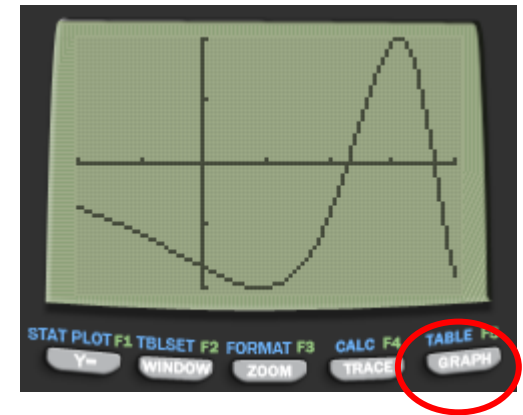 STAT PLOT F1 TBLSET F2 FORMAT F3 CALC F4 TABLE F5
Y= WINDOW ZOOM TRACE GRAPH